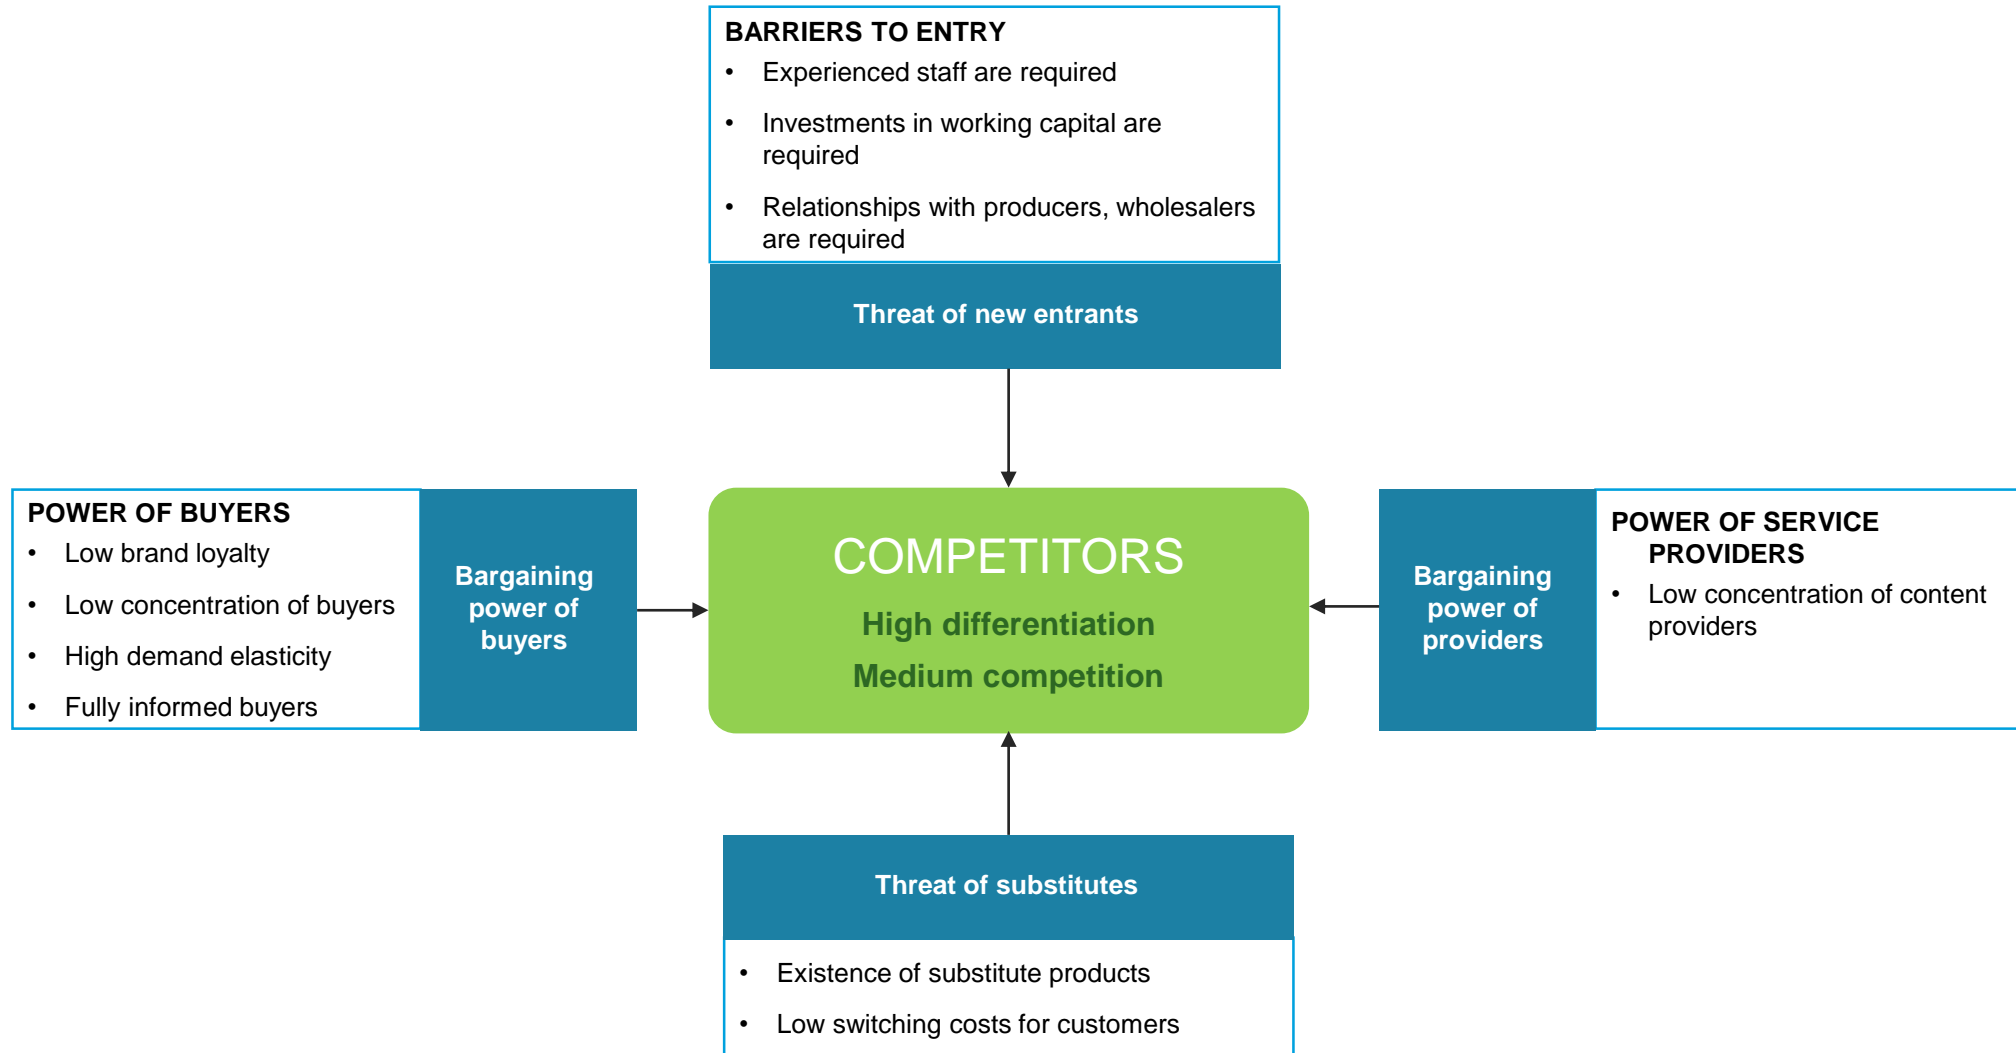 BARRIERS TO ENTRY
• Experienced staff are required
• Investments in working capital are
required
• Relationships with producers, wholesalers
are required
Threat of new entrants
POWER OF BUYERS
• Low brand loyalty
• Low concentration of buyers
• High demand elasticity
• Fully informed buyers
Bargaining
power of
buyers
COMPETITORS
High differentiation
Medium competition
Bargaining
power of
providers
POWER OF SERVICE
PROVIDERS
• Low concentration of content
providers
Threat of substitutes
• Existence of substitute products
• Low switching costs for customers